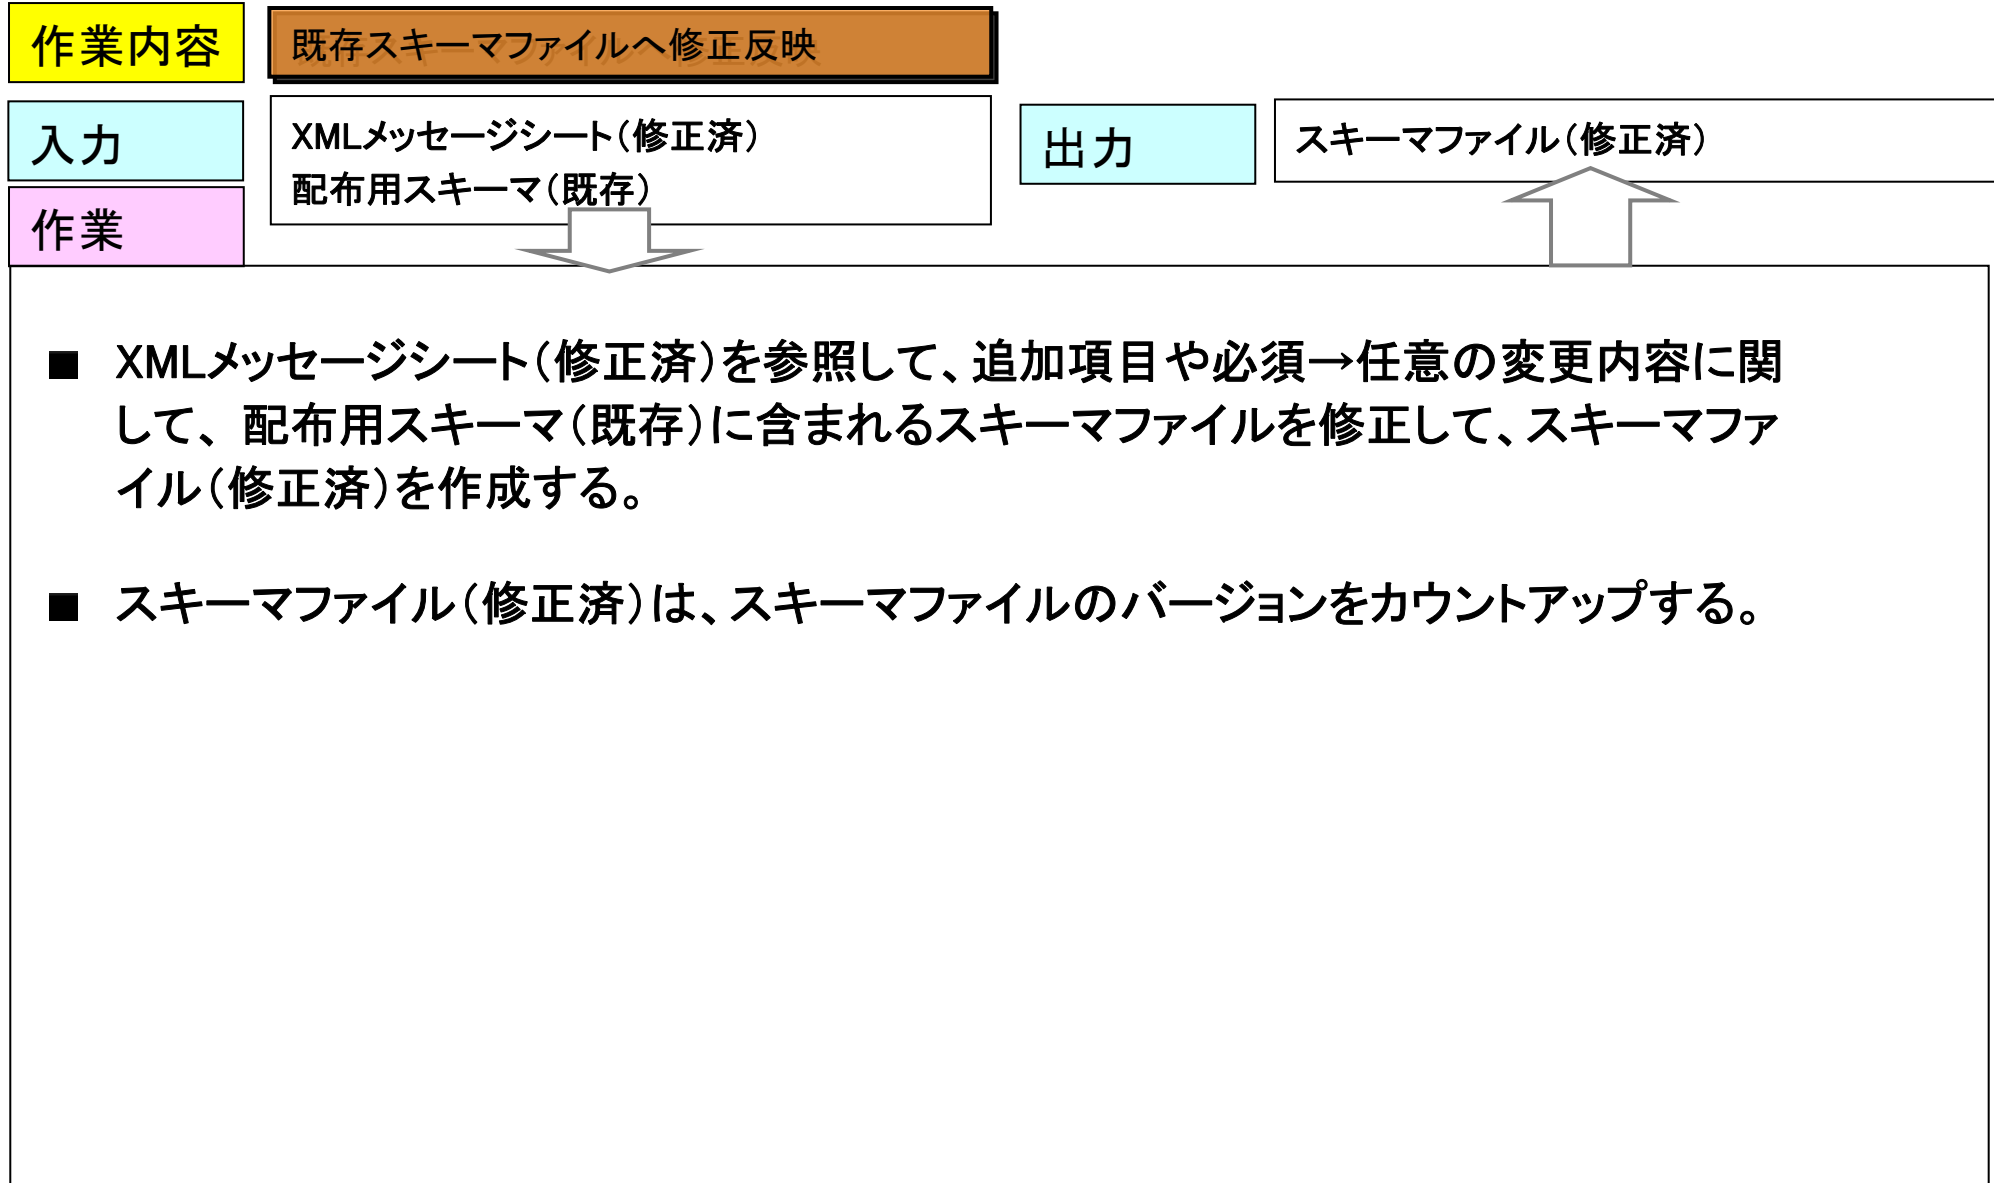 作業内容
既存スキーマファイルへ修正反映
入力
XMLメッセージシート(修正済)
配布用スキーマ(既存)
出力
スキーマファイル(修正済)
作業
■ XMLメッセージシート(修正済)を参照して、追加項目や必須→任意の変更内容に関
して、配布用スキーマ(既存)に含まれるスキーマファイルを修正して、スキーマファ
イル(修正済)を作成する。
■ スキーマファイル(修正済)は、スキーマファイルのバージョンをカウントアップする。